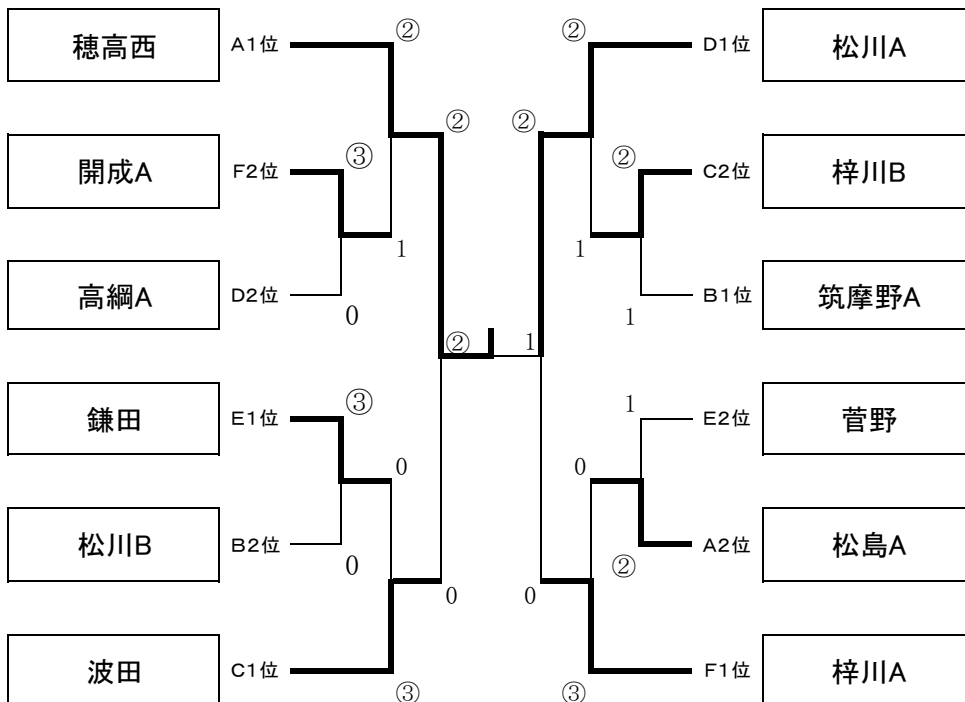 穂高西 A1位 ② ② D1位 松川A
② ②
開成A F2位 ③ ② C2位 梓川B
1 1
高綱A D2位 0 1 B1位 筑摩野A
② 1
鎌田 E1位 ③ 1 E2位 菅野
0 0
松川B B2位 0 ② A2位 松島A
0 0
波田 C1位 ③ ③ F1位 梓川A